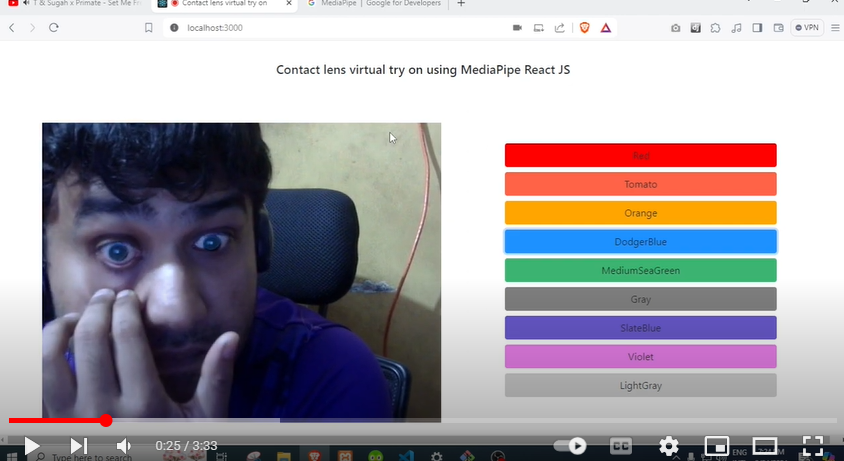 T & Sugah x Primate - Set Me Fr
Contact lens virtual try on
MediaPipe | Google for Developers
localhost:3000
VPN
Contact lens virtual try on using MediaPipe React JS
Red
Tomato
Orange
DodgerBlue
MediumSeaGreen
Gray
SlateBlue
Violet
LightGray
0:25 / 3:33
CC
Type here to search
ENG